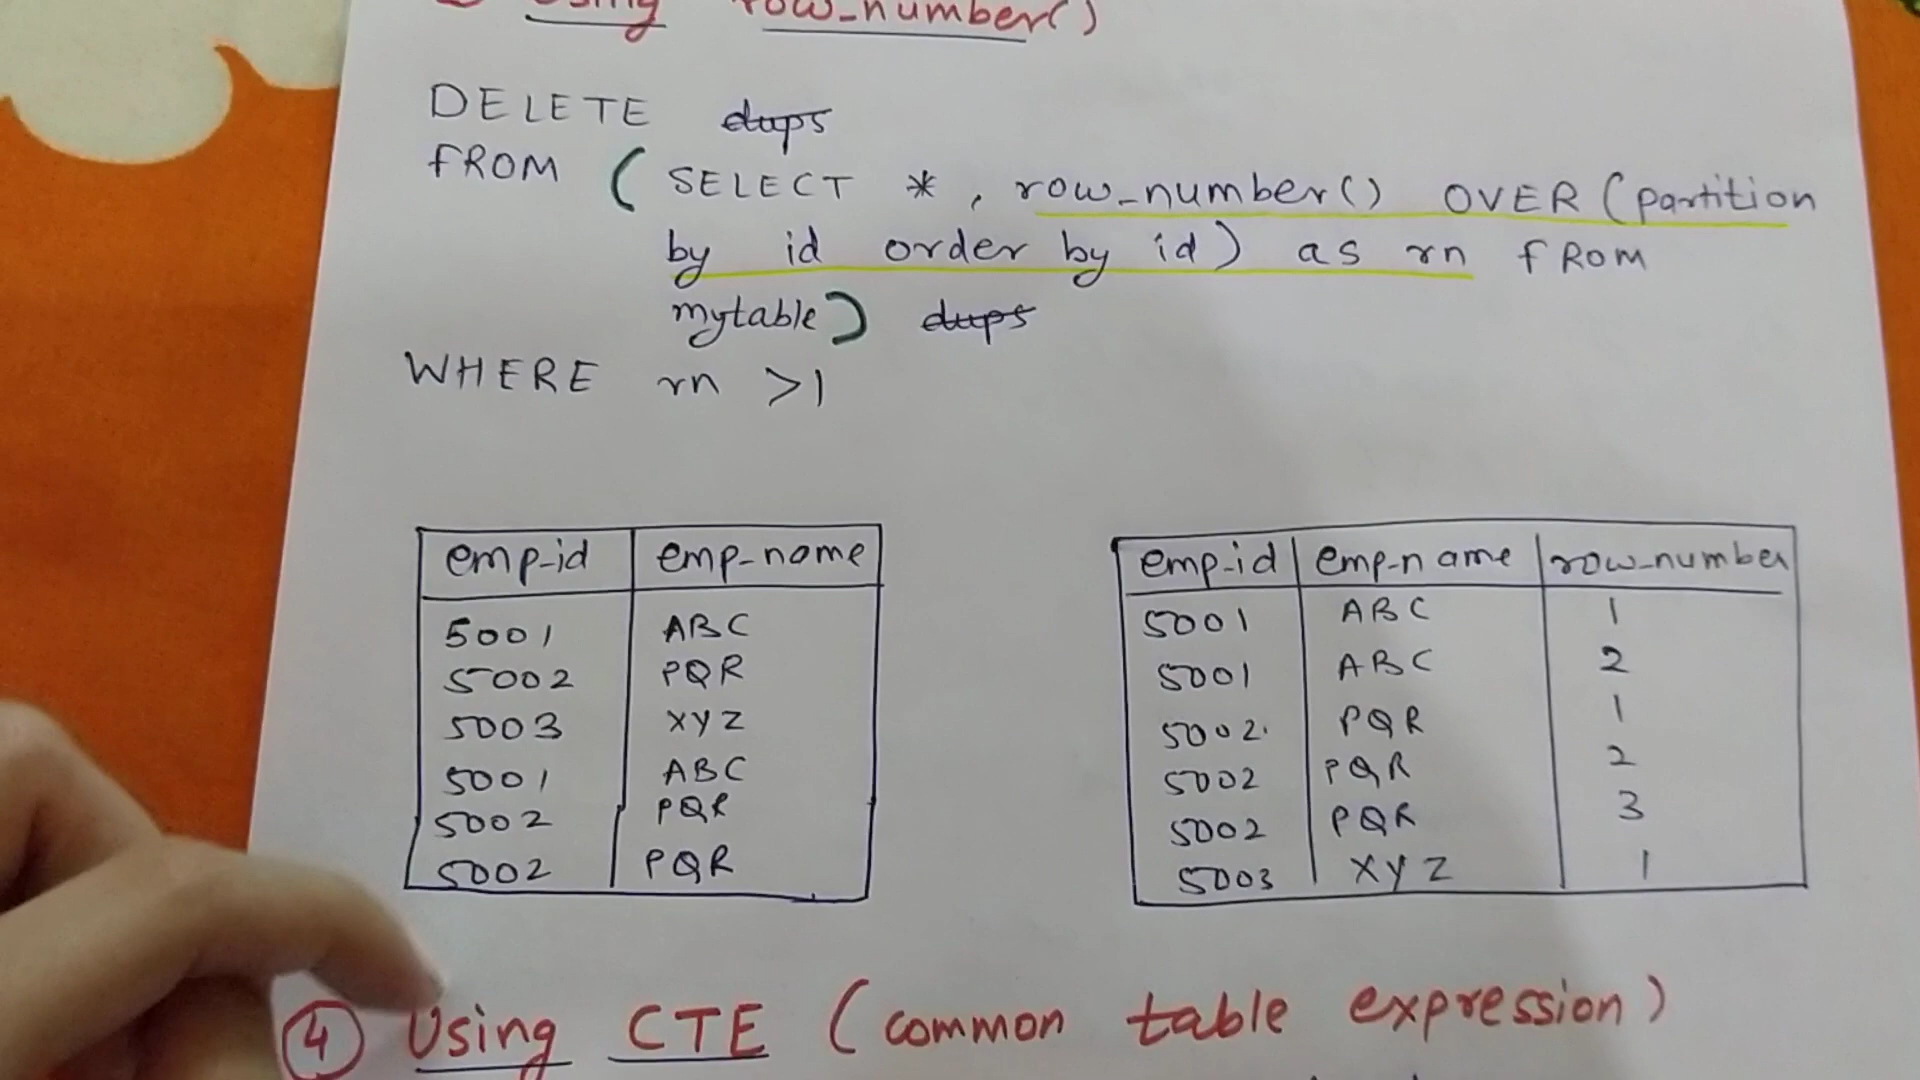 Using row_number()
DELETE dups
FROM ( SELECT * , row_number() OVER (partition
by id order by id) as rn FROM
mytable) dups
WHERE rn >1
emp-id emp-name
5001 ABC
5002 PQR
5003 XYZ
5001 ABC
5002 PQR
5002 PQR
emp-id emp-name row-number
5001 ABC 1
5001 ABC 2
5002 PQR 1
5002 PQR 2
5002 PQR 3
5003 XYZ 1
4 Using CTE (common table expression)